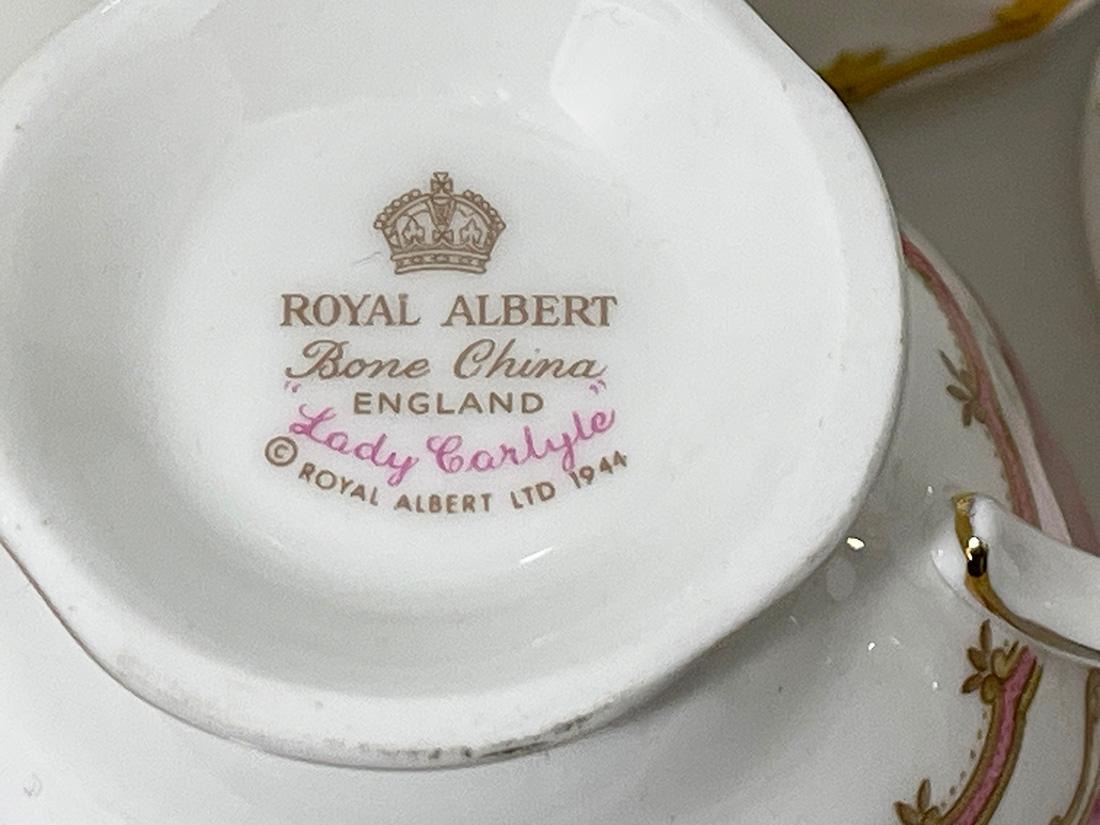 ROYAL ALBERT
Bone China
ENGLAND
"Lady Carlyle"
© ROYAL ALBERT LTD 1944